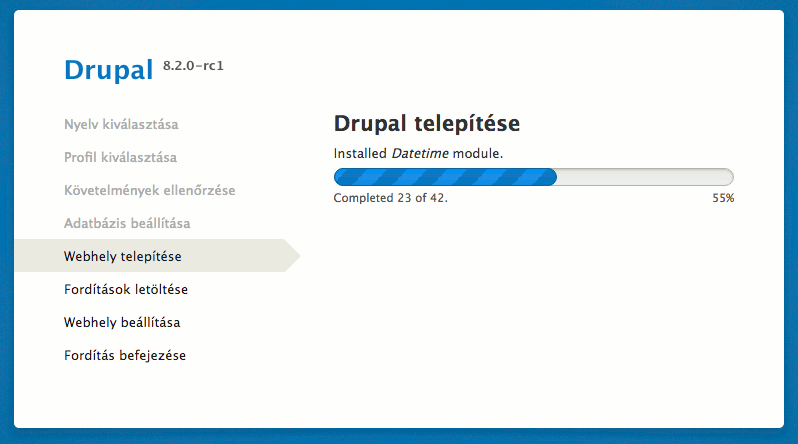 Drupal 8.2.0-rc1
Nyelv kiválasztása
Profil kiválasztása
Követelmények ellenőrzése
Adatbázis beállítása
Webhely telepítése
Fordítások letöltése
Webhely beállítása
Fordítás befejezése
Drupal telepítése
Installed Datetime module.
Completed 23 of 42. 55%